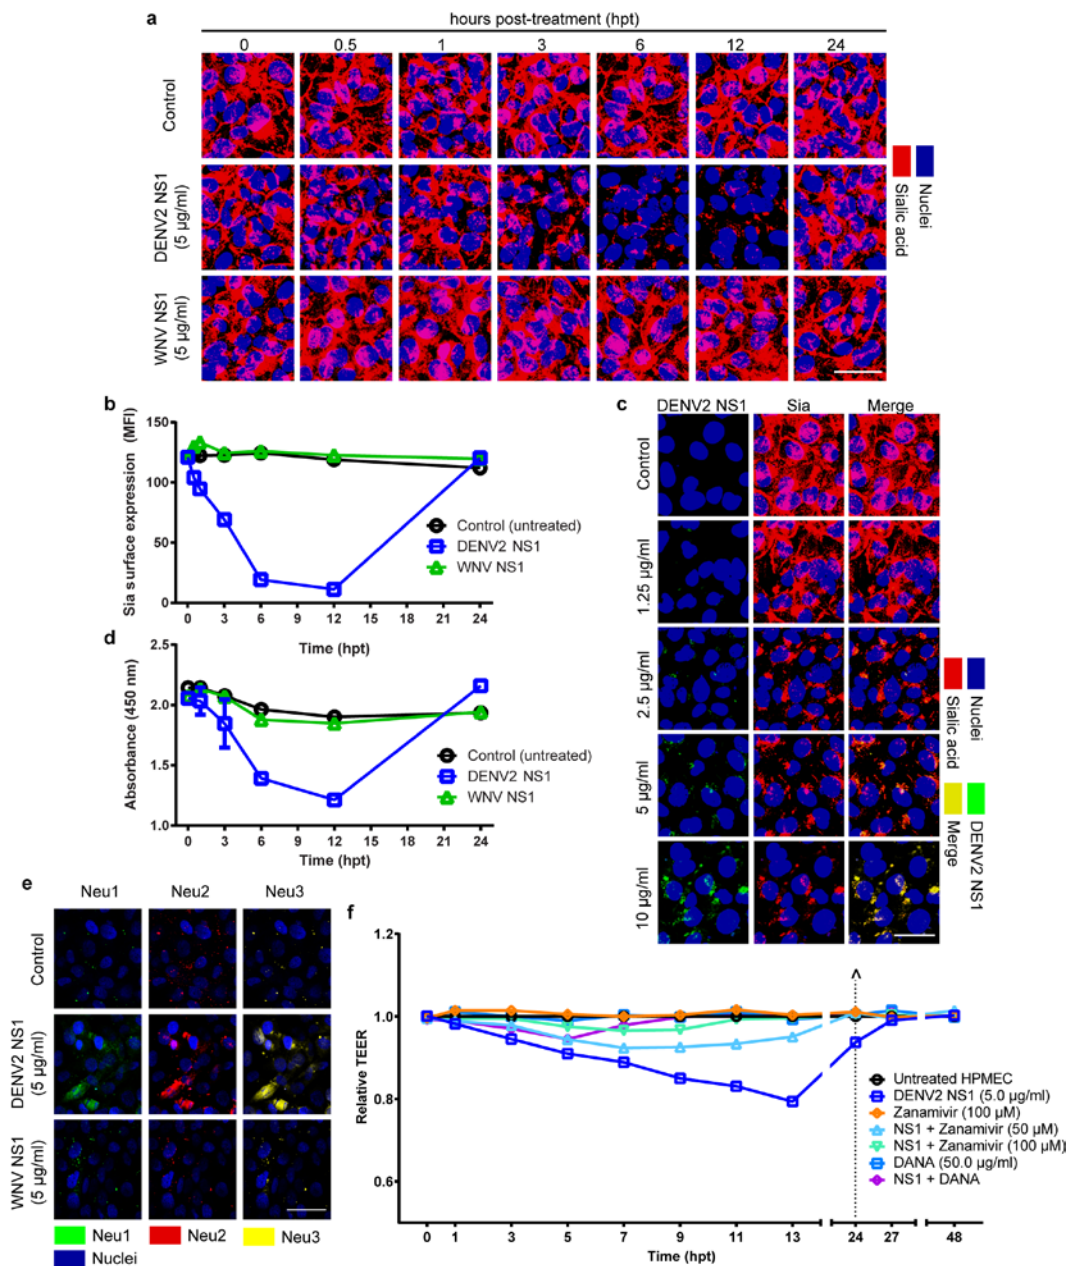 a
hours post-treatment (hpt)
0 0.5 1 3 6 12 24
Control
DENV2 NS1
(5 µg/ml)
WNV NS1
(5 µg/ml)
Sialic acid
Nuclei
b
Sia surface expression (MFI)
150
100
50
0
0 3 6 9 12 15 18 21 24
Time (hpt)
Control (untreated)
DENV2 NS1
WNV NS1
c
DENV2 NS1 Sia Merge
Control
1.25 µg/ml
2.5 µg/ml
5 µg/ml
10 µg/ml
Sialic acid
Nuclei
Merge
DENV2 NS1
d
Absorbance (450 nm)
2.5
2.0
1.5
1.0
0 3 6 9 12 15 18 21 24
Time (hpt)
Control (untreated)
DENV2 NS1
WNV NS1
e
Neu1 Neu2 Neu3
Control
DENV2 NS1
(5 µg/ml)
WNV NS1
(5 µg/ml)
Neu1 Neu2 Neu3
Nuclei
f
Relative TEER
1.2
1.0
0.8
0.6
0 1 3 5 7 9 11 13 24 27 48
Time (hpt)
^
Untreated HPMEC
DENV2 NS1 (5.0 µg/ml)
Zanamivir (100 µM)
NS1 + Zanamivir (50 µM)
NS1 + Zanamivir (100 µM)
DANA (50.0 µg/ml)
NS1 + DANA